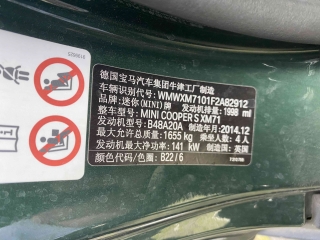 德国宝马汽车集团牛津工厂制造
车辆识别代号：WMWXM7101F2A82912
品牌：迷你(MINI)牌 发动机排量：1998 ml
整车型号：MINI COOPER S XM71
发动机型号：B48A20A 制造年月：2014.12
最大允许总质量：1655 kg 乘坐人数：4 人
发动机最大净功率：141 kW 制造国：英国
颜色代码/色围：B22 / 6